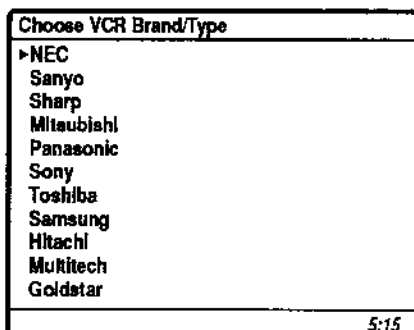 Choose VCR Brand/Type
▸NEC
Sanyo
Sharp
Mitsubishi
Panasonic
Sony
Toshiba
Samsung
Hitachi
Multitech
Goldstar
5:15